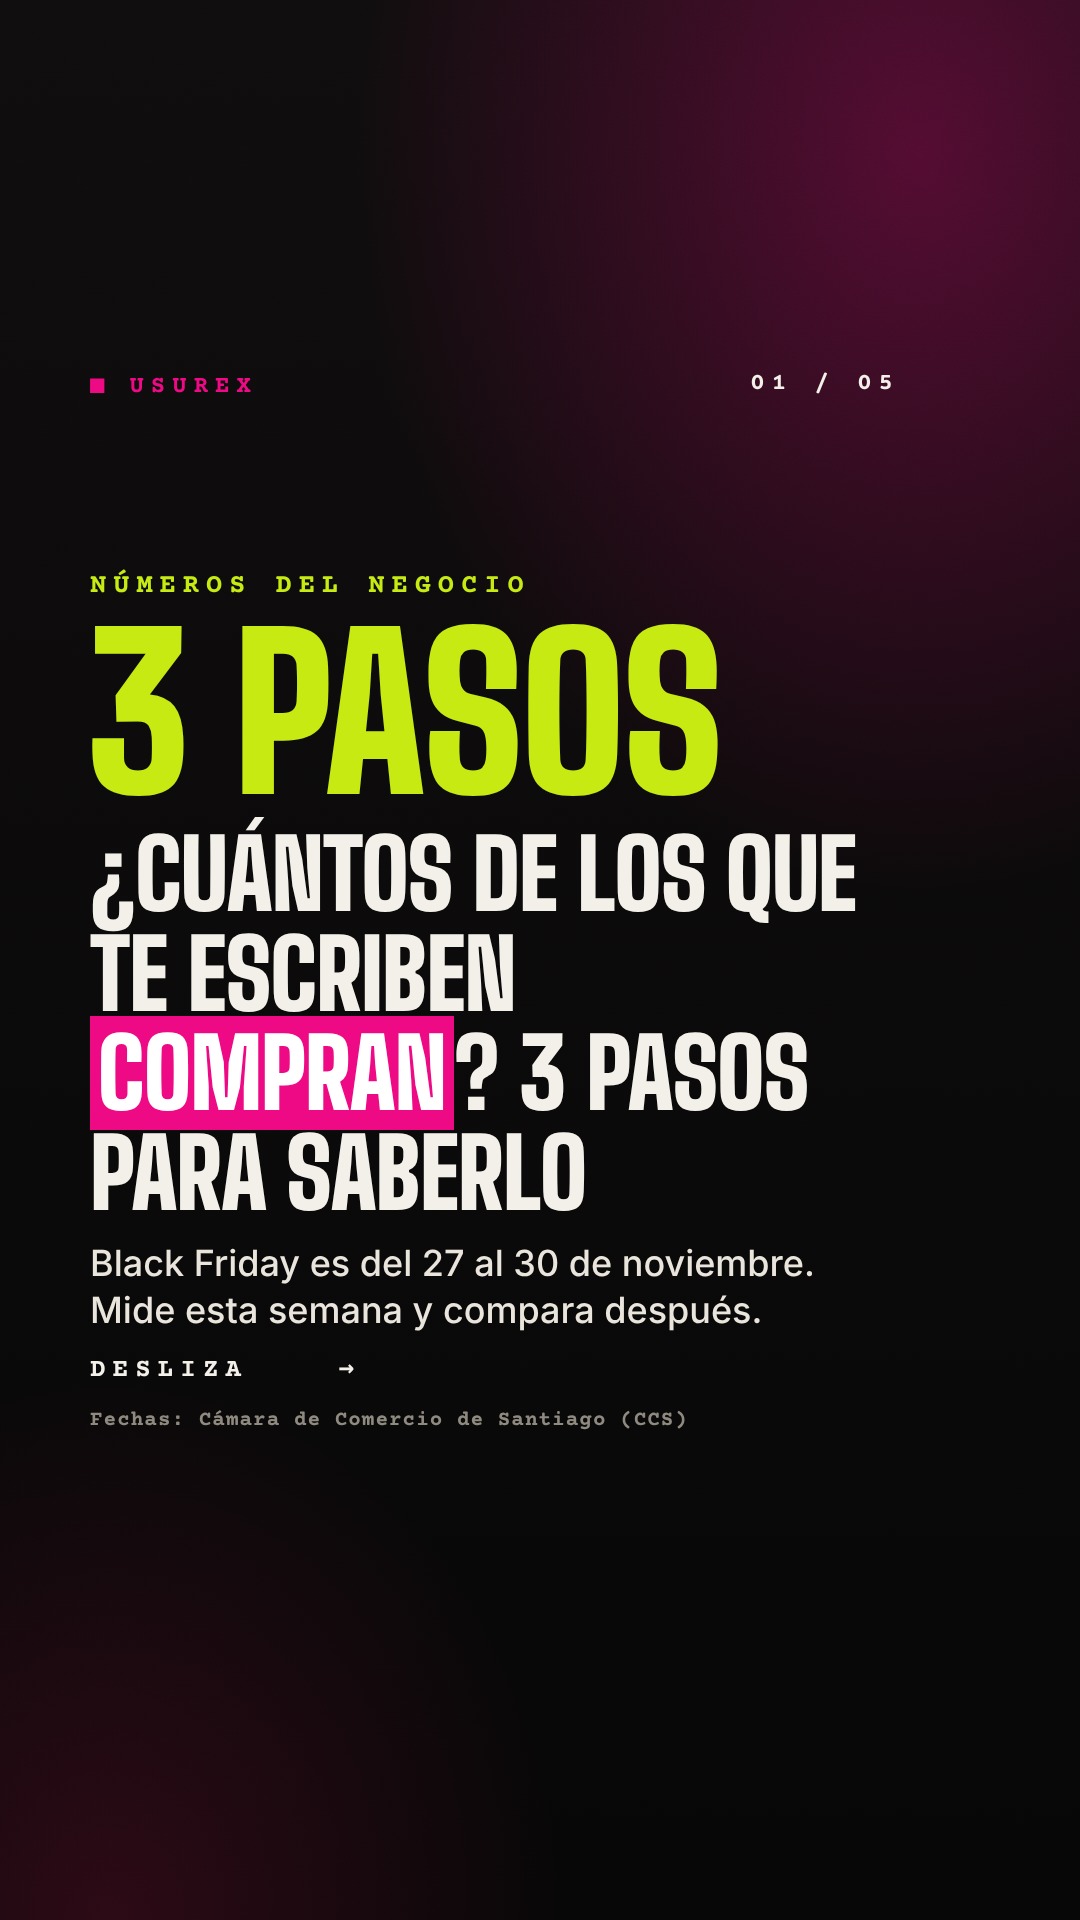 USUREX
01 / 05
NÚMEROS DEL NEGOCIO
3 PASOS
¿CUÁNTOS DE LOS QUE
TE ESCRIBEN
COMPRAN? 3 PASOS
PARA SABERLO
Black Friday es del 27 al 30 de noviembre.
Mide esta semana y compara después.
DESLIZA →
Fechas: Cámara de Comercio de Santiago (CCS)